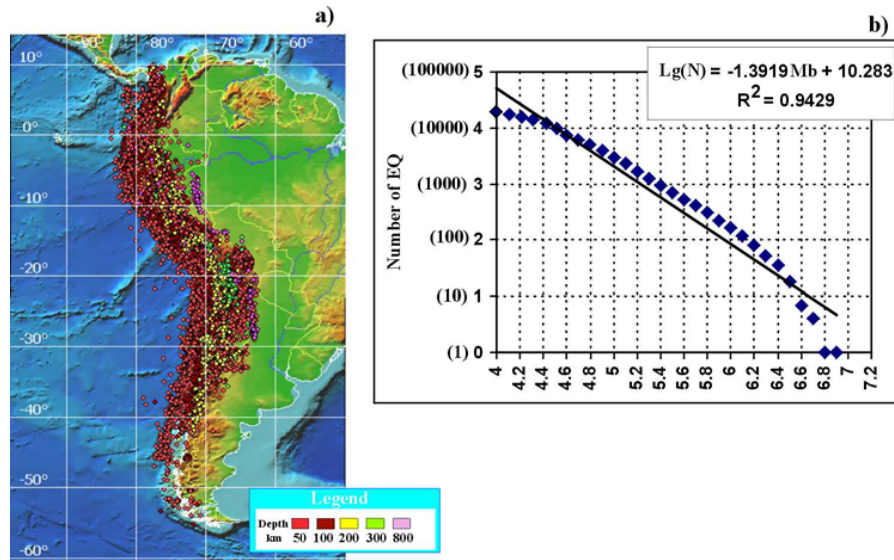 a)
90° 80° 70° 60°
10°
0°
-10°
-20°
-30°
-40°
-50°
-60°
Legend
Depth
km 50 100 200 300 800
b)
Lg(N) = -1.3919 Mb + 10.283
R2 = 0.9429
Number of EQ
(100000) 5
(10000) 4
(1000) 3
(100) 2
(10) 1
(1) 0
4 4.2 4.4 4.6 4.8 5 5.2 5.4 5.6 5.8 6 6.2 6.4 6.6 6.8 7 7.2